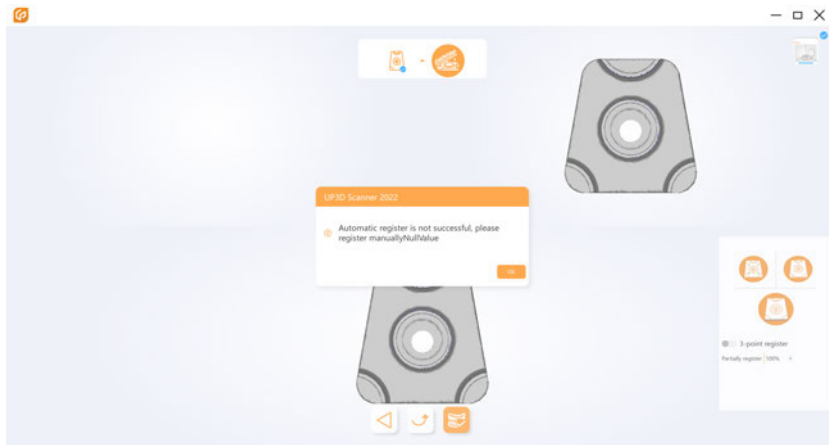 UP3D Scanner 2022
Automatic register is not successful, please
register manuallyNullValue
OK
3-point register
Partially register 100% +